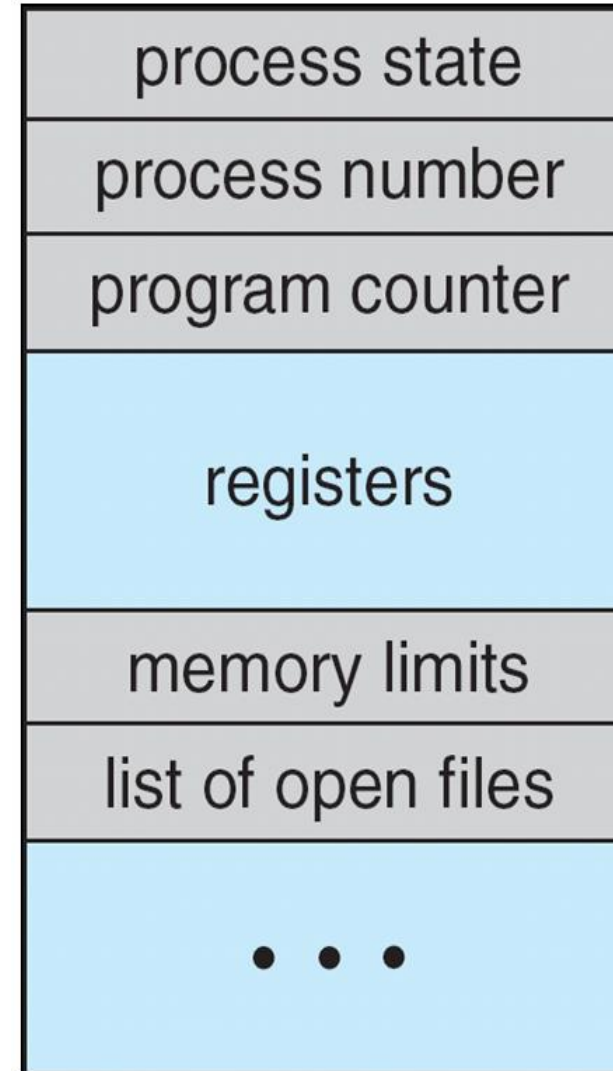 process state
process number
program counter
registers
memory limits
list of open files
• • •